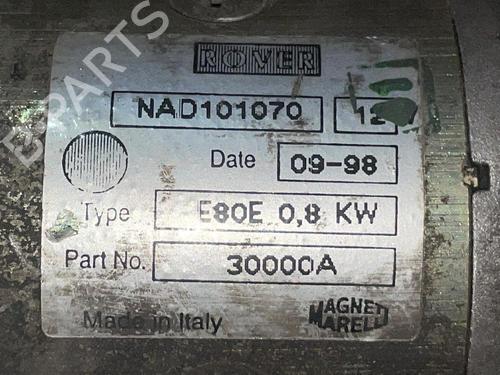 ROVER
NAD101070 12
Date 09-98
Type E80E 0,8 KW
Part No. 30000A
Made in Italy
MAGNETI
MARELLI
B-PARTS